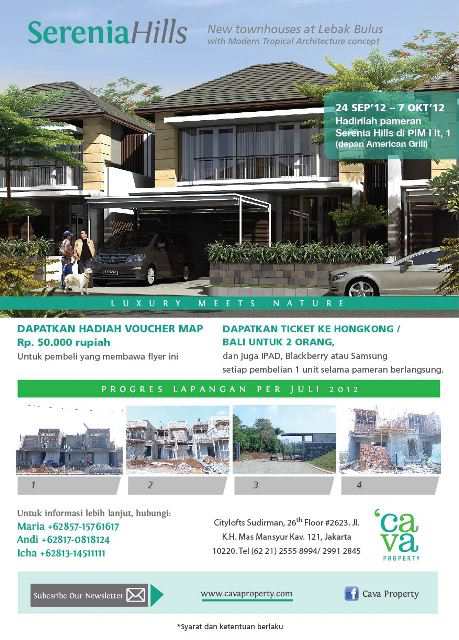 SereniaHills
New townhouses at Lebak Bulus
with Modern Tropical Architecture concept
24 SEP'12 – 7 OKT'12
Hadirilah pameran
Serenia Hills di PIM I lt, 1
(depan American Grill)
LUXURY MEETS NATURE
DAPATKAN HADIAH VOUCHER MAP
Rp. 50.000 rupiah
Untuk pembeli yang membawa flyer ini
DAPATKAN TICKET KE HONGKONG /
BALI UNTUK 2 ORANG,
dan Juga IPAD, Blackberry atau Samsung
setiap pembelian 1 unit selama pameran berlangsung.
PROGRES LAPANGAN PER JULI 2012
1 2 3 4
Untuk informasi lebih lanjut, hubungi:
Maria +62857-15761617
Andi +62817-0818124
Icha +62813-14511111
Citylofts Sudirman, 26th Floor #2623. Jl.
K.H. Mas Mansyur Kav. 121, Jakarta
10220. Tel (62 21) 2555 8994/ 2991 2845
'cava
PROPERTY
Subcribe Our Newsletter
www.cavaproperty.com
f Cava Property
*Syarat dan ketentuan berlaku